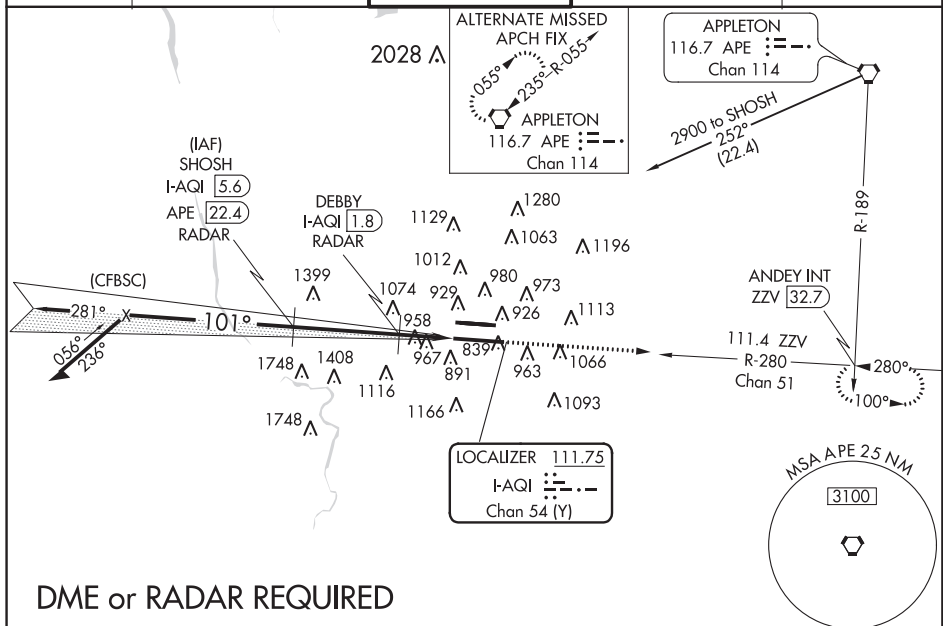 2028
ALTERNATE MISSED
APCH FIX
055°
235°
R-055
APPLETON
116.7 APE
Chan 114
APPLETON
116.7 APE
Chan 114
2900 to SHOSH
252°
(22.4)
R-189
(IAF)
SHOSH
I-AQI 5.6
APE 22.4
RADAR
DEBBY
I-AQI 1.8
RADAR
1129
1280
1063
1196
1012
980
973
1399
1074
929
926
1113
958
967
839
891
963
1066
1748
1408
1116
1166
1093
1748
(CFBSC)
281°
101°
056°
236°
ANDEY INT
ZZV 32.7
111.4 ZZV
R-280
Chan 51
280°
100°
LOCALIZER 111.75
I-AQI
Chan 54 (Y)
MSA APE 25 NM
3100
DME or RADAR REQUIRED